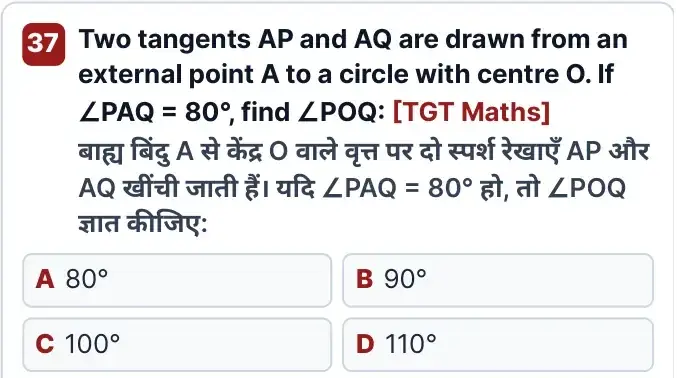 37 Two tangents AP and AQ are drawn from an
external point A to a circle with centre O. If
∠PAQ = 80°, find ∠POQ: [TGT Maths]
बाह्य बिंदु A से केंद्र O वाले वृत्त पर दो स्पर्श रेखाएँ AP और
AQ खींची जाती हैं। यदि ∠PAQ = 80° हो, तो ∠POQ
ज्ञात कीजिए:
A 80°
B 90°
C 100°
D 110°